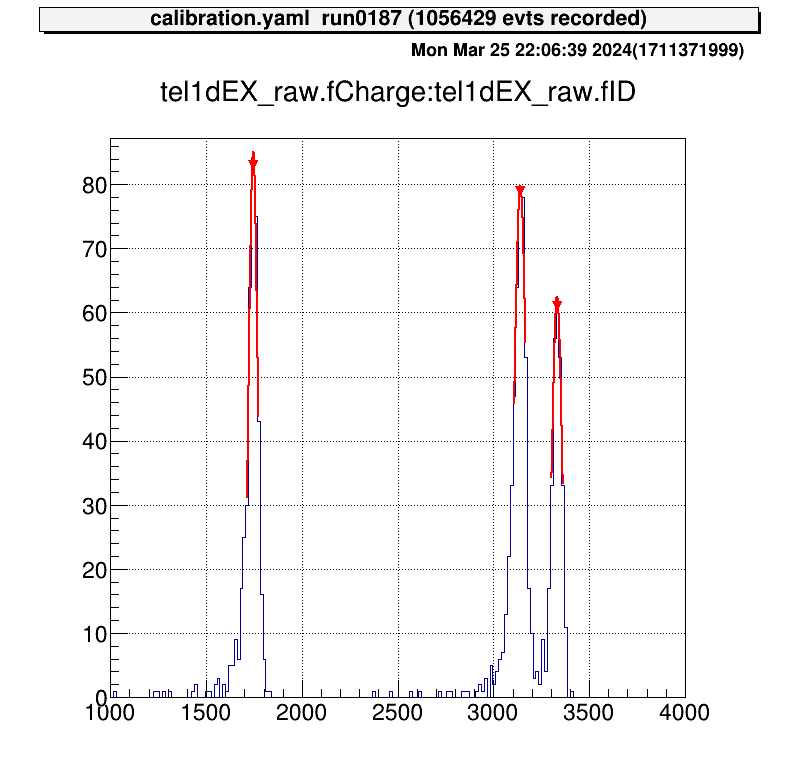 calibration.yaml run0187 (1056429 evts recorded)
Mon Mar 25 22:06:39 2024(1711371999)
tel1dEX_raw.fCharge:tel1dEX_raw.fID
80
70
60
50
40
30
20
10
0
1000 1500 2000 2500 3000 3500 4000